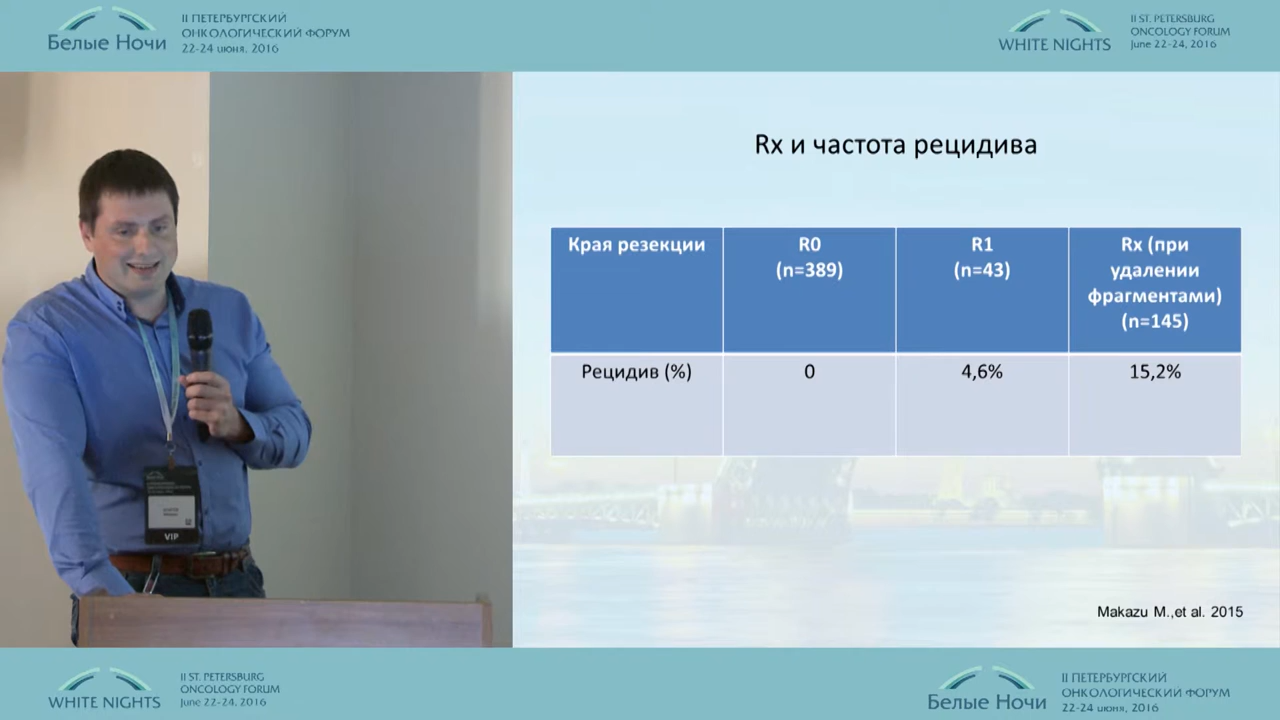 Белые Ночи
II ПЕТЕРБУРГСКИЙ
ОНКОЛОГИЧЕСКИЙ ФОРУМ
22-24 июня, 2016
WHITE NIGHTS
II ST. PETERSBURG
ONCOLOGY FORUM
June 22-24, 2016
Rx и частота рецидива
Края резекции
R0
(n=389)
R1
(n=43)
Rx (при
удалении
фрагментами)
(n=145)
Рецидив (%)
0
4,6%
15,2%
Makazu M.,et al. 2015
VIP
WHITE NIGHTS
II ST. PETERSBURG
ONCOLOGY FORUM
June 22-24, 2016
Белые Ночи
II ПЕТЕРБУРГСКИЙ
ОНКОЛОГИЧЕСКИЙ ФОРУМ
22-24 июня, 2016